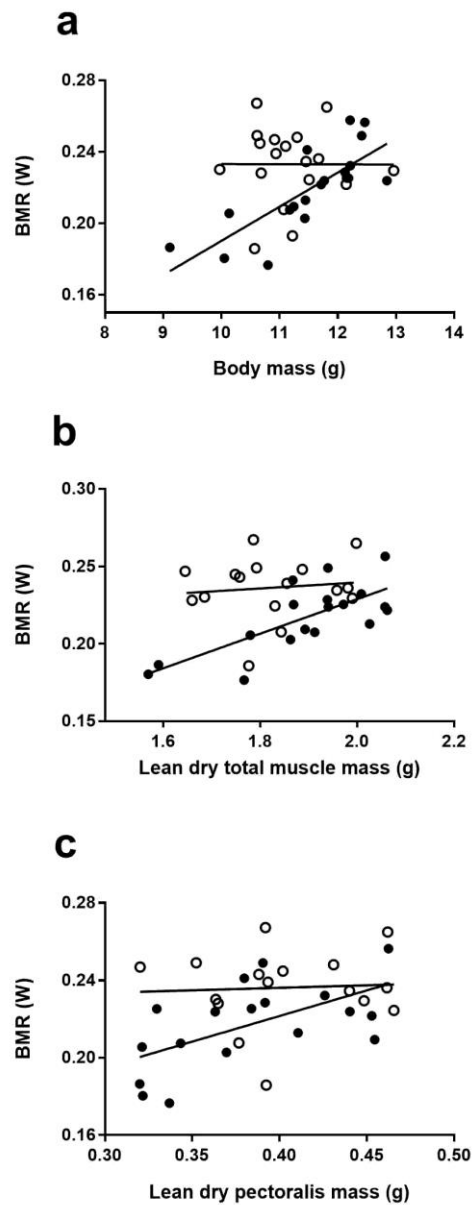 a
0.28
0.24
0.20
0.16
BMR (W)
8 9 10 11 12 13 14
Body mass (g)
b
0.30
0.25
0.20
0.15
BMR (W)
1.6 1.8 2.0 2.2
Lean dry total muscle mass (g)
c
0.28
0.24
0.20
0.16
BMR (W)
0.30 0.35 0.40 0.45 0.50
Lean dry pectoralis mass (g)